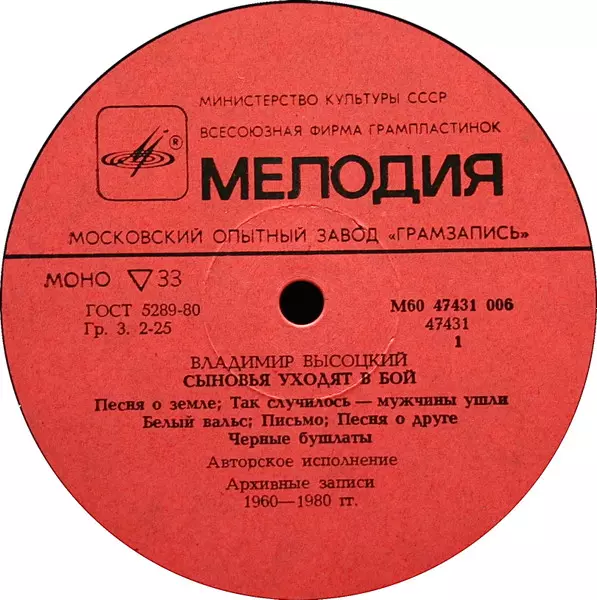 МИНИСТЕРСТВО КУЛЬТУРЫ СССР
ВСЕСОЮЗНАЯ ФИРМА ГРАМПЛАСТИНОК
®
МЕЛОДИЯ
МОСКОВСКИЙ ОПЫТНЫЙ ЗАВОД «ГРАМЗАПИСЬ»
МОНО ▽ 33
ГОСТ 5289-80
Гр. 3. 2-25
М60 47431 006
47431
1
ВЛАДИМИР ВЫСОЦКИЙ
СЫНОВЬЯ УХОДЯТ В БОЙ
Песня о земле; Так случилось — мужчины ушли
Белый вальс; Письмо; Песня о друге
Черные бушлаты
Авторское исполнение
Архивные записи
1960—1980 гг.